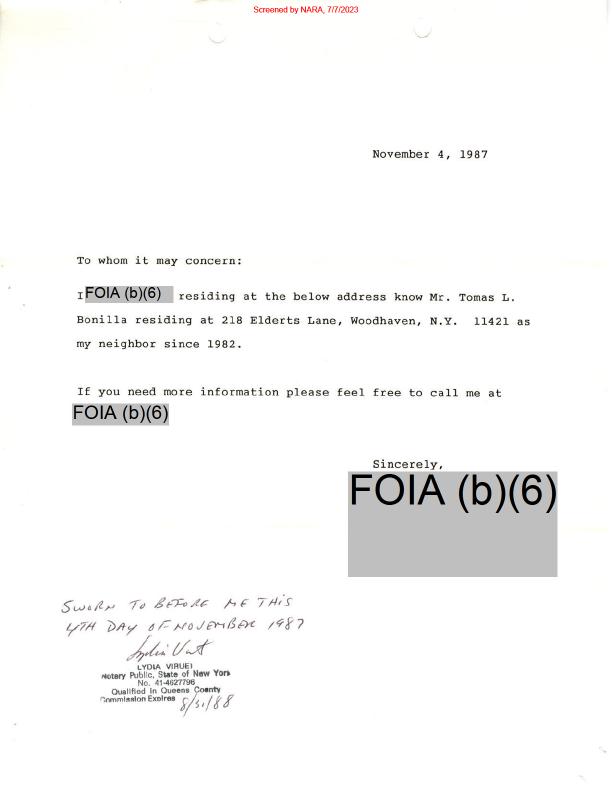 Screened by NARA, 7/7/2023
November 4, 1987
To whom it may concern:
I FOIA (b)(6) residing at the below address know Mr. Tomas L.
Bonilla residing at 218 Elderts Lane, Woodhaven, N.Y. 11421 as
my neighbor since 1982.
If you need more information please feel free to call me at
FOIA (b)(6)
Sincerely,
FOIA (b)(6)
SWORN TO BEFORE ME THIS
4TH DAY OF NOVEMBER 1987
LYDIA VIRUET
Notary Public, State of New York
No. 41-4627796
Qualified in Queens County
Commission Expires 8/31/88